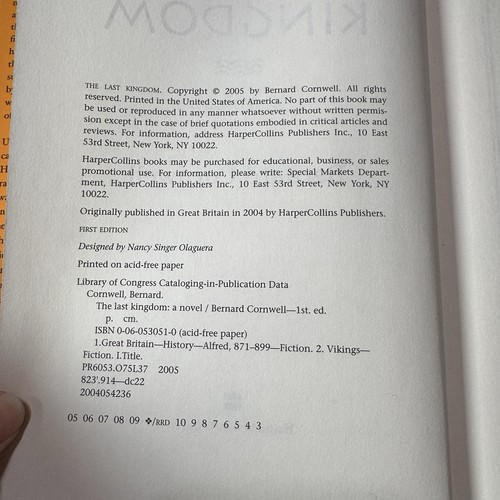 THE LAST KINGDOM. Copyright © 2005 by Bernard Cornwell. All rights
reserved. Printed in the United States of America. No part of this book may
be used or reproduced in any manner whatsoever without written permis-
sion except in the case of brief quotations embodied in critical articles and
reviews. For information, address HarperCollins Publishers Inc., 10 East
53rd Street, New York, NY 10022.
HarperCollins books may be purchased for educational, business, or sales
promotional use. For information, please write: Special Markets Depart-
ment, HarperCollins Publishers Inc., 10 East 53rd Street, New York, NY
10022.
Originally published in Great Britain in 2004 by HarperCollins Publishers.
FIRST EDITION
Designed by Nancy Singer Olaguera
Printed on acid-free paper
Library of Congress Cataloging-in-Publication Data
Cornwell, Bernard.
The last kingdom: a novel / Bernard Cornwell—1st. ed.
p. cm.
ISBN 0-06-053051-0 (acid-free paper)
1.Great Britain—History—Alfred, 871–899—Fiction. 2. Vikings—
Fiction. I.Title.
PR6053.O75L37 2005
823'.914—dc22
2004054236
05 06 07 08 09 ❖/RRD 10 9 8 7 6 5 4 3